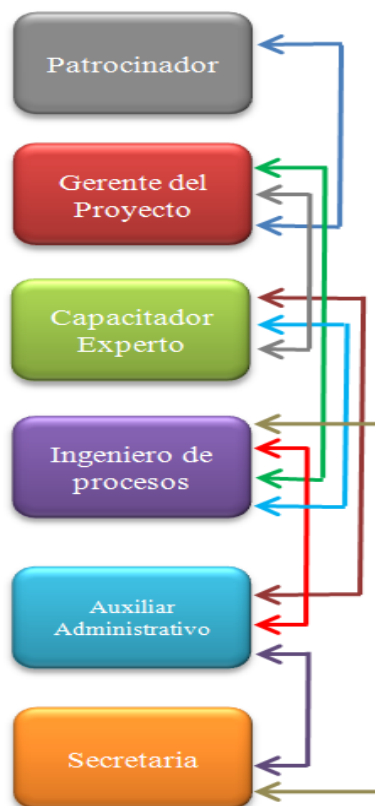 Patrocinador
Gerente del
Proyecto
Capacitador
Experto
Ingeniero de
procesos
Auxiliar
Administrativo
Secretaria